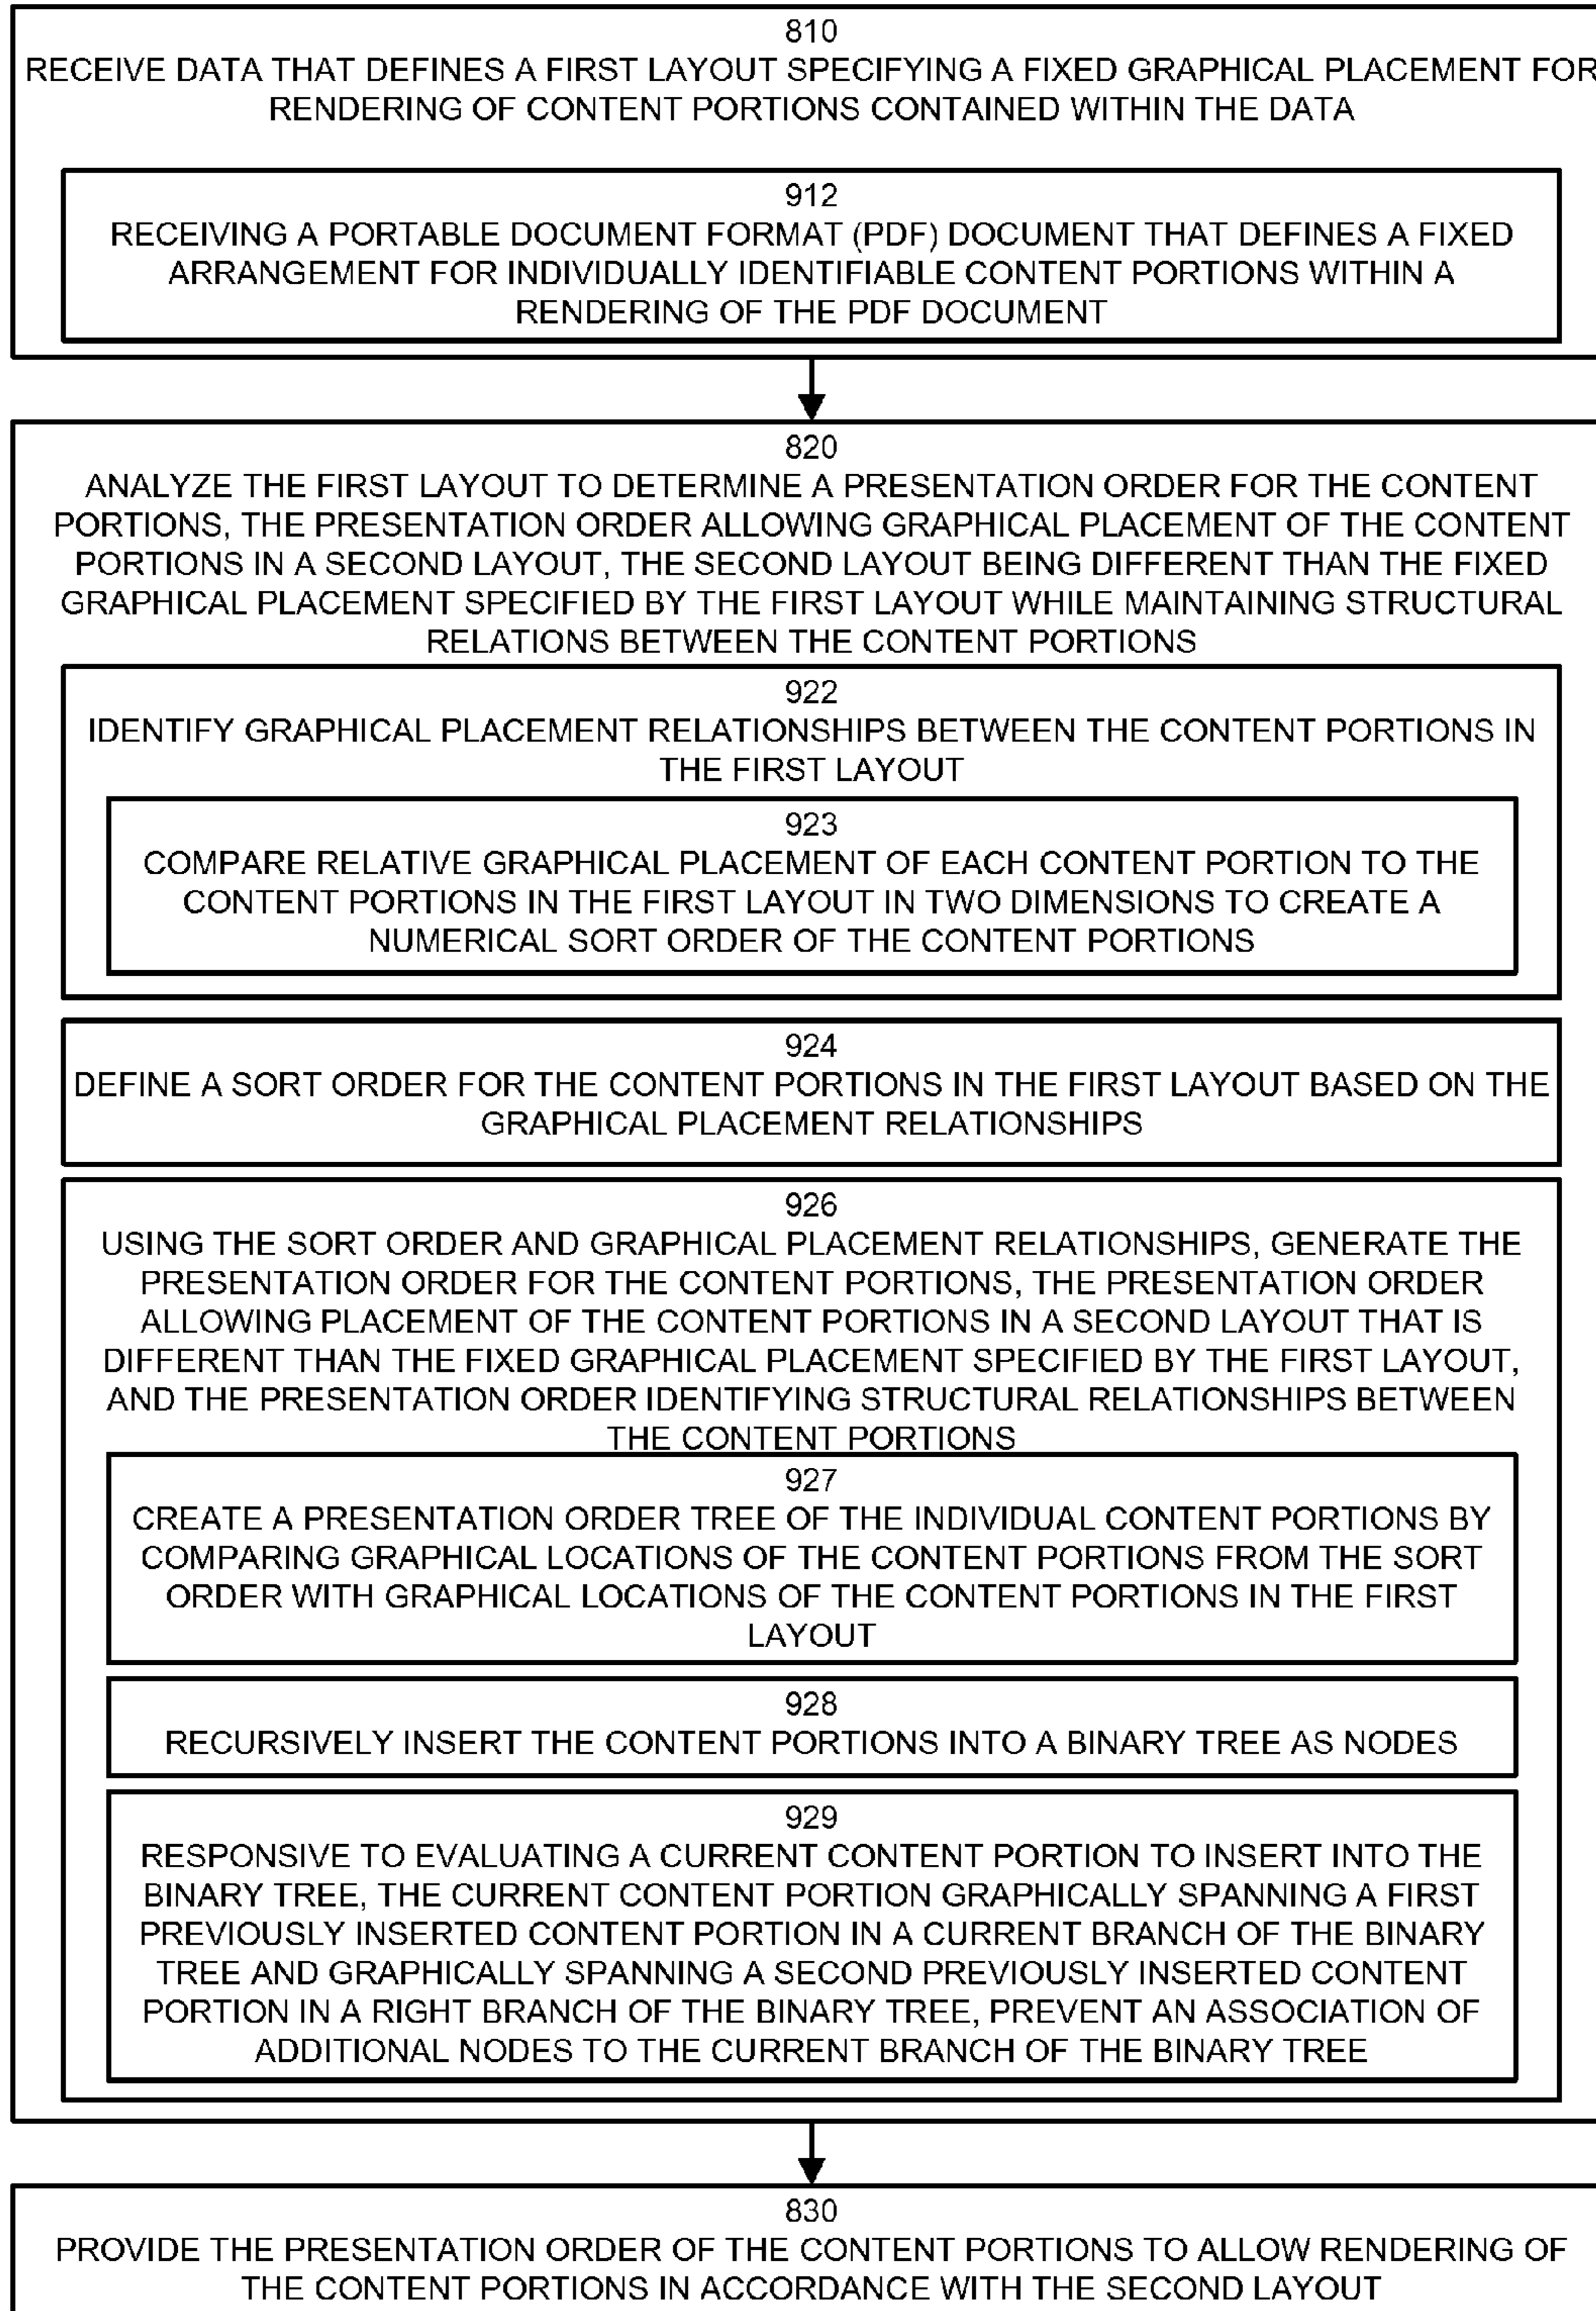 810
RECEIVE DATA THAT DEFINES A FIRST LAYOUT SPECIFYING A FIXED GRAPHICAL PLACEMENT FOR
RENDERING OF CONTENT PORTIONS CONTAINED WITHIN THE DATA
912
RECEIVING A PORTABLE DOCUMENT FORMAT (PDF) DOCUMENT THAT DEFINES A FIXED
ARRANGEMENT FOR INDIVIDUALLY IDENTIFIABLE CONTENT PORTIONS WITHIN A
RENDERING OF THE PDF DOCUMENT
820
ANALYZE THE FIRST LAYOUT TO DETERMINE A PRESENTATION ORDER FOR THE CONTENT
PORTIONS, THE PRESENTATION ORDER ALLOWING GRAPHICAL PLACEMENT OF THE CONTENT
PORTIONS IN A SECOND LAYOUT, THE SECOND LAYOUT BEING DIFFERENT THAN THE FIXED
GRAPHICAL PLACEMENT SPECIFIED BY THE FIRST LAYOUT WHILE MAINTAINING STRUCTURAL
RELATIONS BETWEEN THE CONTENT PORTIONS
922
IDENTIFY GRAPHICAL PLACEMENT RELATIONSHIPS BETWEEN THE CONTENT PORTIONS IN
THE FIRST LAYOUT
923
COMPARE RELATIVE GRAPHICAL PLACEMENT OF EACH CONTENT PORTION TO THE
CONTENT PORTIONS IN THE FIRST LAYOUT IN TWO DIMENSIONS TO CREATE A
NUMERICAL SORT ORDER OF THE CONTENT PORTIONS
924
DEFINE A SORT ORDER FOR THE CONTENT PORTIONS IN THE FIRST LAYOUT BASED ON THE
GRAPHICAL PLACEMENT RELATIONSHIPS
926
USING THE SORT ORDER AND GRAPHICAL PLACEMENT RELATIONSHIPS, GENERATE THE
PRESENTATION ORDER FOR THE CONTENT PORTIONS, THE PRESENTATION ORDER
ALLOWING PLACEMENT OF THE CONTENT PORTIONS IN A SECOND LAYOUT THAT IS
DIFFERENT THAN THE FIXED GRAPHICAL PLACEMENT SPECIFIED BY THE FIRST LAYOUT,
AND THE PRESENTATION ORDER IDENTIFYING STRUCTURAL RELATIONSHIPS BETWEEN
THE CONTENT PORTIONS
927
CREATE A PRESENTATION ORDER TREE OF THE INDIVIDUAL CONTENT PORTIONS BY
COMPARING GRAPHICAL LOCATIONS OF THE CONTENT PORTIONS FROM THE SORT
ORDER WITH GRAPHICAL LOCATIONS OF THE CONTENT PORTIONS IN THE FIRST
LAYOUT
928
RECURSIVELY INSERT THE CONTENT PORTIONS INTO A BINARY TREE AS NODES
929
RESPONSIVE TO EVALUATING A CURRENT CONTENT PORTION TO INSERT INTO THE
BINARY TREE, THE CURRENT CONTENT PORTION GRAPHICALLY SPANNING A FIRST
PREVIOUSLY INSERTED CONTENT PORTION IN A CURRENT BRANCH OF THE BINARY
TREE AND GRAPHICALLY SPANNING A SECOND PREVIOUSLY INSERTED CONTENT
PORTION IN A RIGHT BRANCH OF THE BINARY TREE, PREVENT AN ASSOCIATION OF
ADDITIONAL NODES TO THE CURRENT BRANCH OF THE BINARY TREE
830
PROVIDE THE PRESENTATION ORDER OF THE CONTENT PORTIONS TO ALLOW RENDERING OF
THE CONTENT PORTIONS IN ACCORDANCE WITH THE SECOND LAYOUT